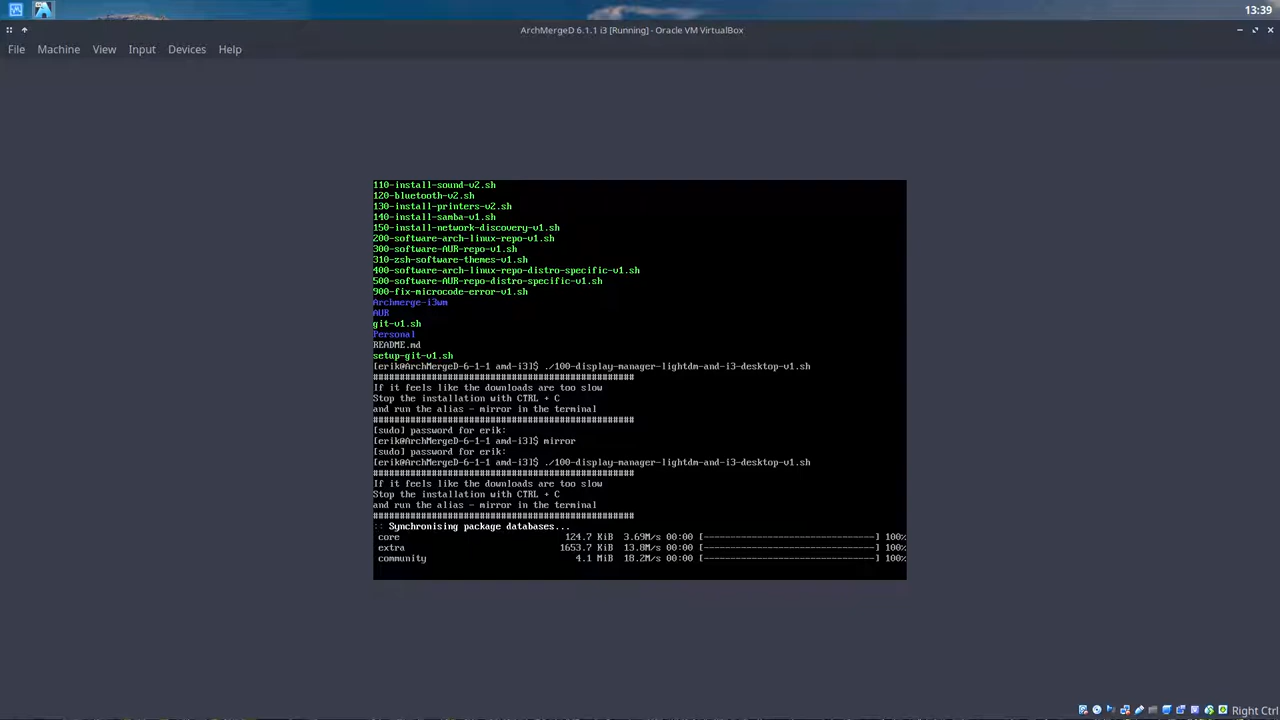 13:39
ArchMergeD 6.1.1 i3 [Running] - Oracle VM VirtualBox
File Machine View Input Devices Help
110-install-sound-v2.sh
120-bluetooth-v2.sh
130-install-printers-v2.sh
140-install-samba-v1.sh
150-install-network-discovery-v1.sh
200-software-arch-linux-repo-v1.sh
300-software-AUR-repo-v1.sh
310-zsh-software-themes-v1.sh
400-software-arch-linux-repo-distro-specific-v1.sh
500-software-AUR-repo-distro-specific-v1.sh
900-fix-microcode-error-v1.sh
Archmerge-i3wm
AUR
git-v1.sh
Personal
README.md
setup-git-v1.sh
[erik@ArchMergeD-6-1-1 amd-i3]$ ./100-display-manager-lightdm-and-i3-desktop-v1.sh
#################################################
If it feels like the downloads are too slow
Stop the installation with CTRL + C
and run the alias - mirror in the terminal
#################################################
[sudo] password for erik:
[erik@ArchMergeD-6-1-1 amd-i3]$ mirror
[sudo] password for erik:
[erik@ArchMergeD-6-1-1 amd-i3]$ ./100-display-manager-lightdm-and-i3-desktop-v1.sh
#################################################
If it feels like the downloads are too slow
Stop the installation with CTRL + C
and run the alias - mirror in the terminal
#################################################
:: Synchronising package databases...
core 124.7 KiB 3.69M/s 00:00 [--------------------------------] 100%
extra 1653.7 KiB 13.8M/s 00:00 [--------------------------------] 100%
community 4.1 MiB 18.2M/s 00:00 [--------------------------------] 100%
Right Ctrl